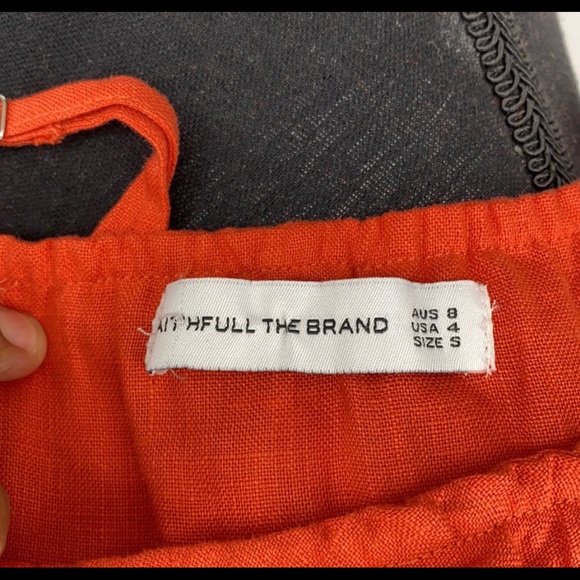 AITHFULL THE BRAND
AUS 8
USA 4
SIZE S